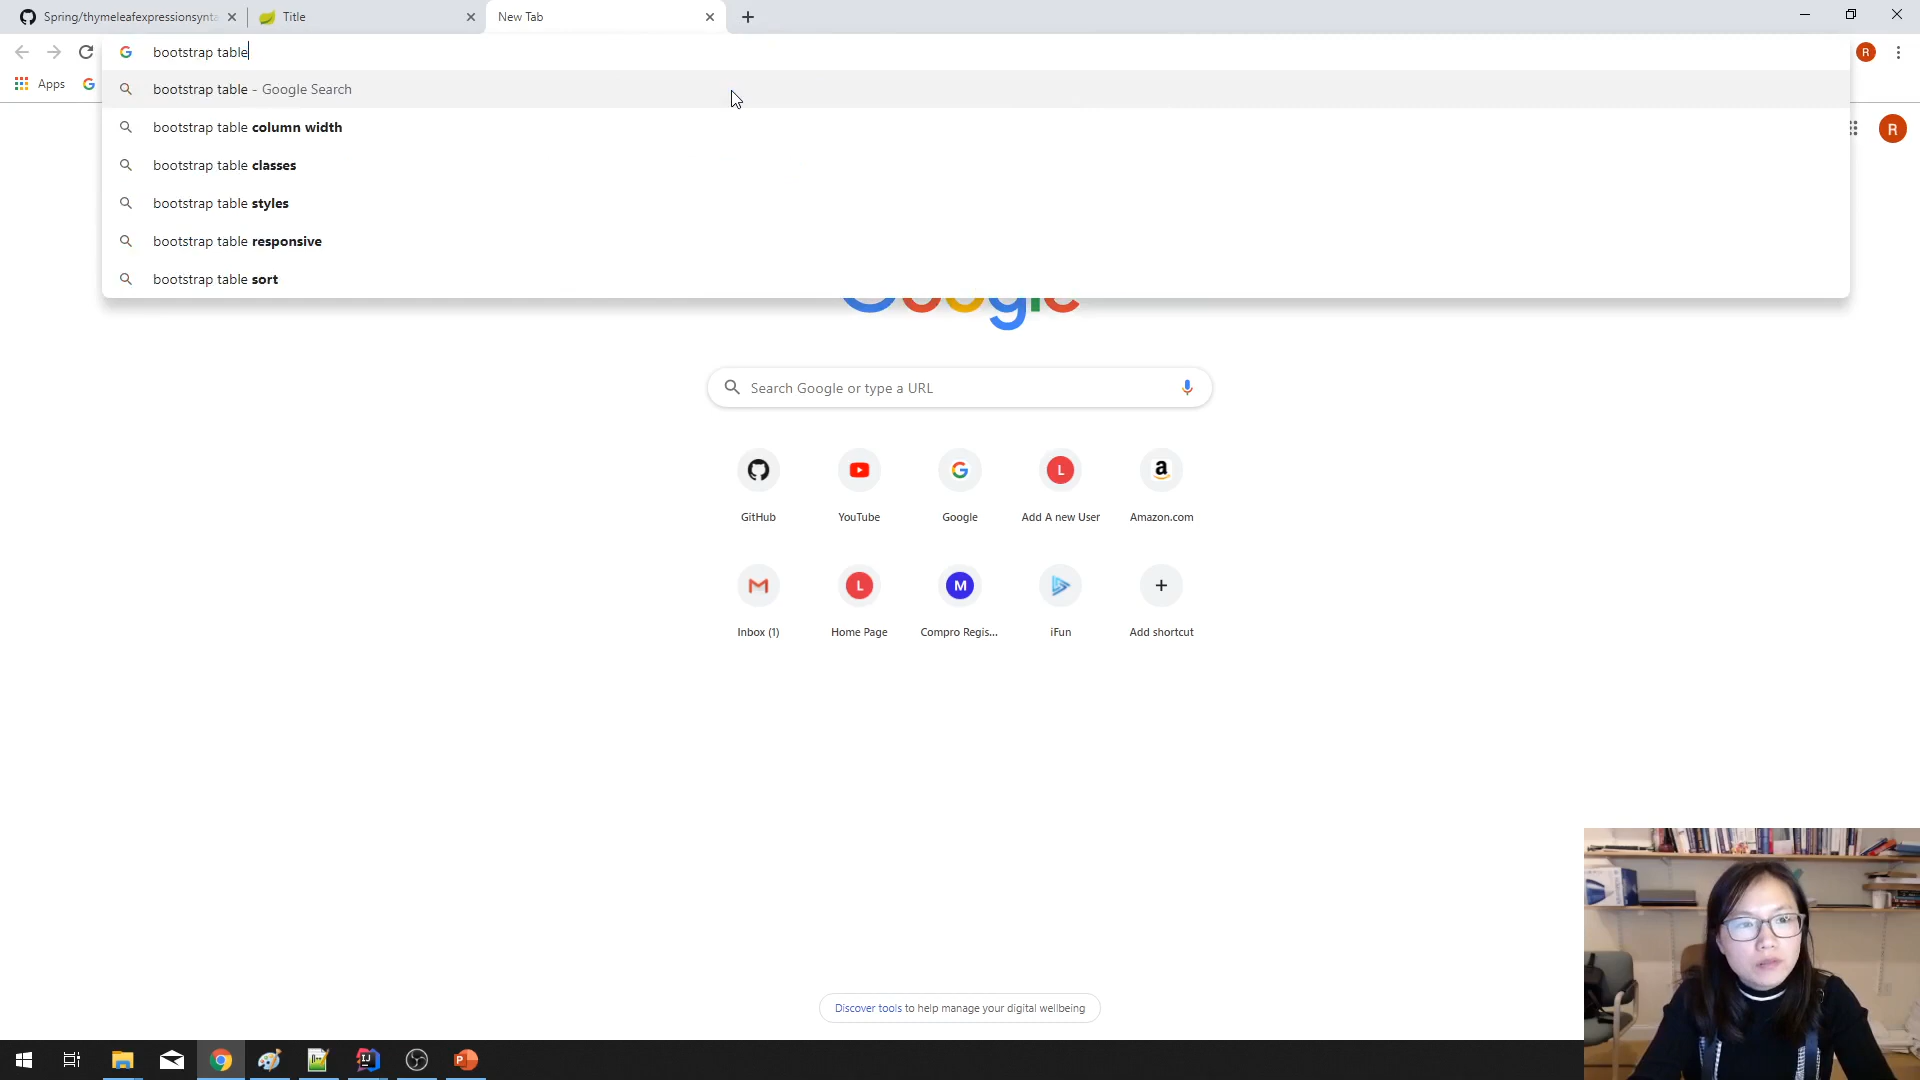 Spring/thymeleafexpressionsynta
Title
New Tab
bootstrap table
R
Apps
bootstrap table - Google Search
bootstrap table column width
R
bootstrap table classes
bootstrap table styles
bootstrap table responsive
bootstrap table sort
Google
Search Google or type a URL
L
a
GitHub
YouTube
Google
Add A new User
Amazon.com
L
M
Inbox (1)
Home Page
Compro Regis...
iFun
Add shortcut
Discover tools to help manage your digital wellbeing